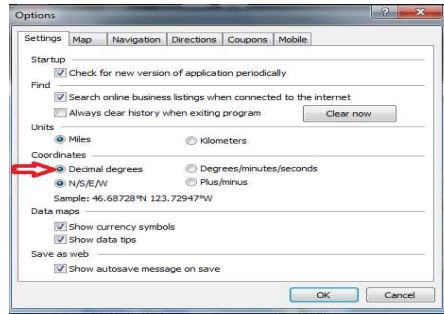 Options
Settings Map Navigation Directions Coupons Mobile
Startup
Check for new version of application periodically
Find
Search online business listings when connected to the internet
Always clear history when exiting program Clear now
Units
Miles Kilometers
Coordinates
Decimal degrees Degrees/minutes/seconds
N/S/E/W Plus/minus
Sample: 46.68728°N 123.72947°W
Data maps
Show currency symbols
Show data tips
Save as web
Show autosave message on save
OK Cancel